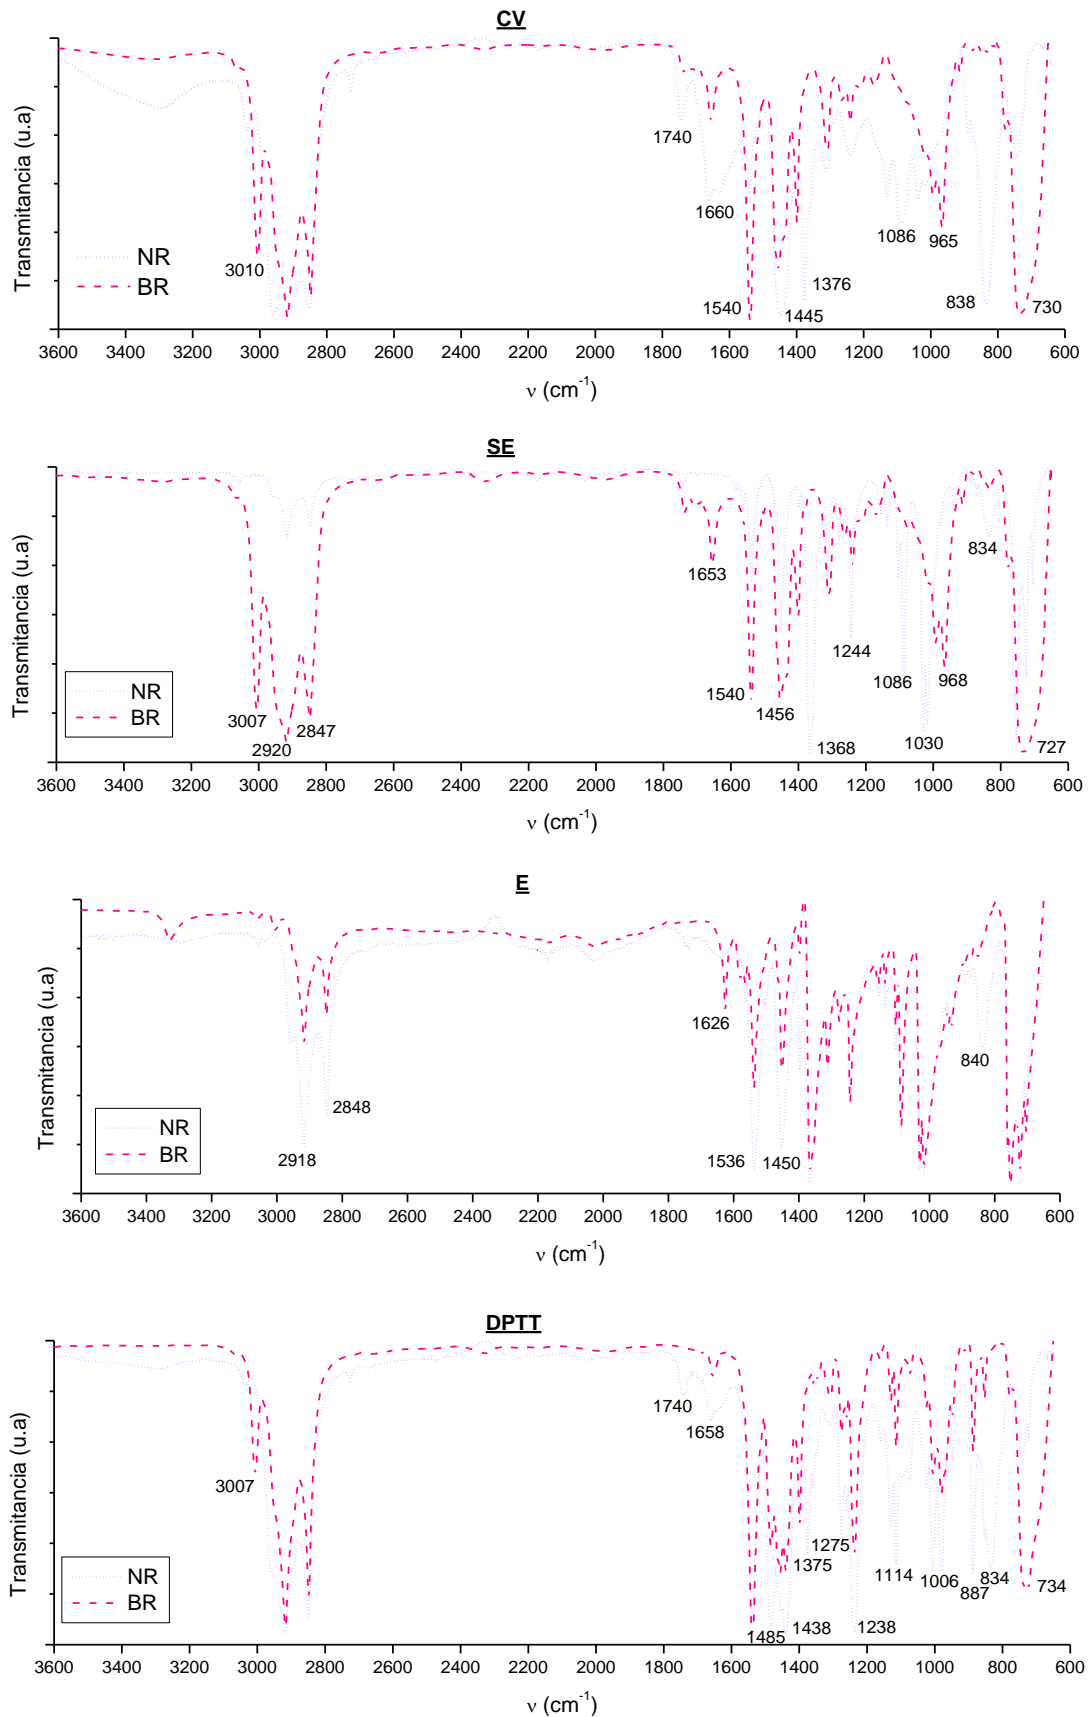 CV
Transmitancia (u.a)
NR
BR
3010
1740
1660
1540
1445
1376
1086
965
838
730
3600 3400 3200 3000 2800 2600 2400 2200 2000 1800 1600 1400 1200 1000 800 600
ν (cm-1)
SE
Transmitancia (u.a)
NR
BR
3007
2920
2847
1653
1540
1456
1368
1244
1086
1030
968
834
727
3600 3400 3200 3000 2800 2600 2400 2200 2000 1800 1600 1400 1200 1000 800 600
ν (cm-1)
E
Transmitancia (u.a)
NR
BR
2918
2848
1626
1536
1450
840
3600 3400 3200 3000 2800 2600 2400 2200 2000 1800 1600 1400 1200 1000 800 600
ν (cm-1)
DPTT
Transmitancia (u.a)
NR
BR
3007
1740
1658
1485
1438
1375
1275
1238
1114
1006
887
834
734
3600 3400 3200 3000 2800 2600 2400 2200 2000 1800 1600 1400 1200 1000 800 600
ν (cm-1)